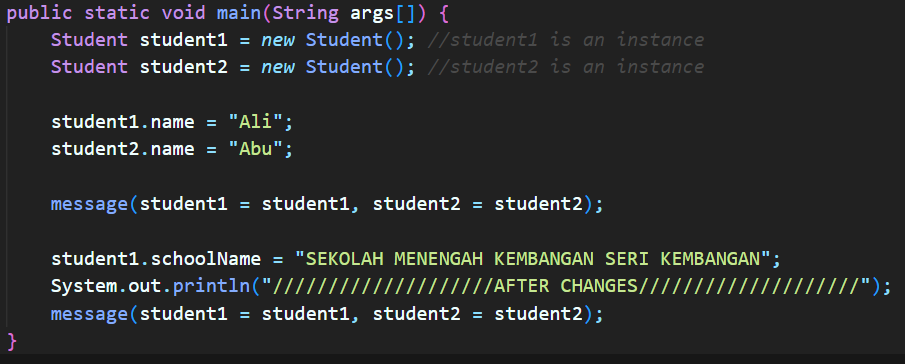 public static void main(String args[]) {
Student student1 = new Student(); //student1 is an instance
Student student2 = new Student(); //student2 is an instance
student1.name = "Ali";
student2.name = "Abu";
message(student1 = student1, student2 = student2);
student1.schoolName = "SEKOLAH MENENGAH KEMBANGAN SERI KEMBANGAN";
System.out.println("////////////////////AFTER CHANGES////////////////////");
message(student1 = student1, student2 = student2);
}